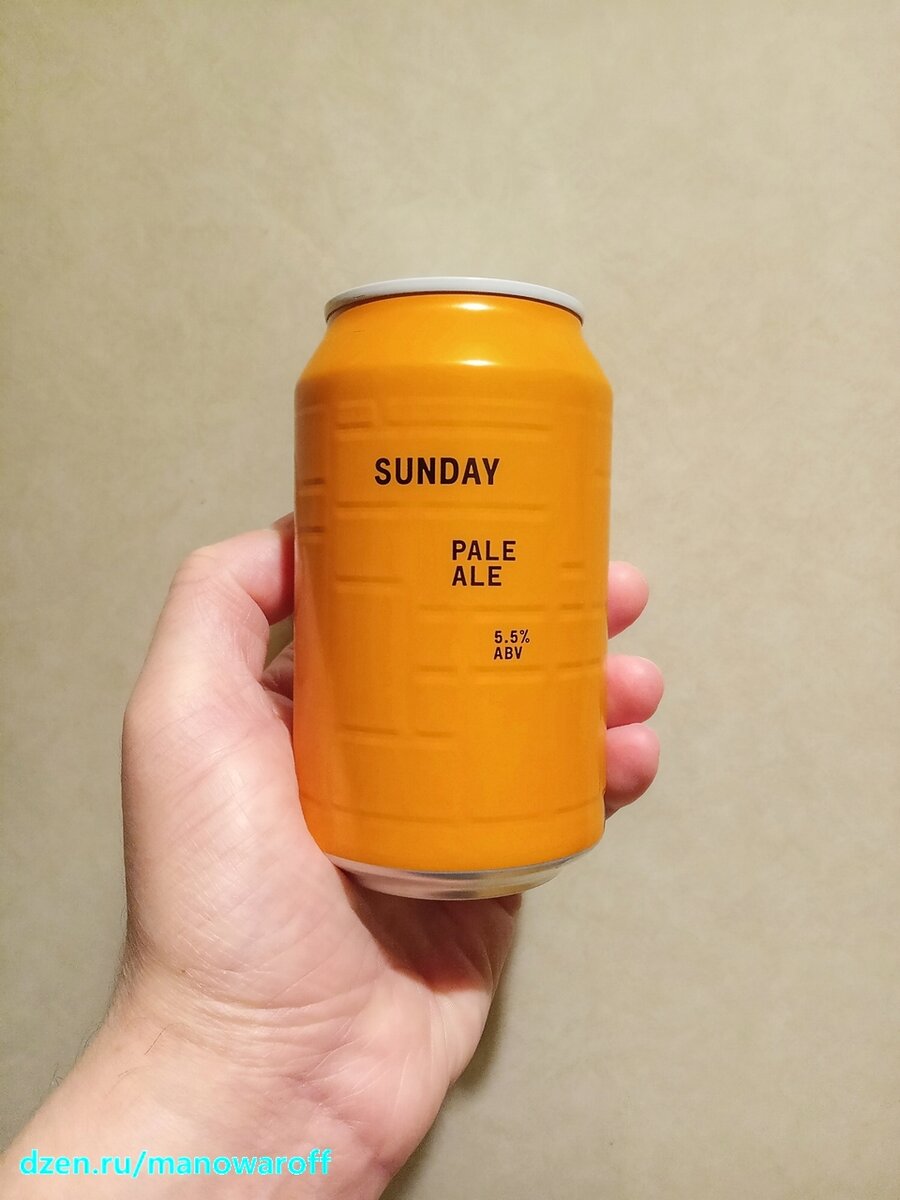 SUNDAY
PALE
ALE
5.5%
ABV
dzen.ru/manowaroff